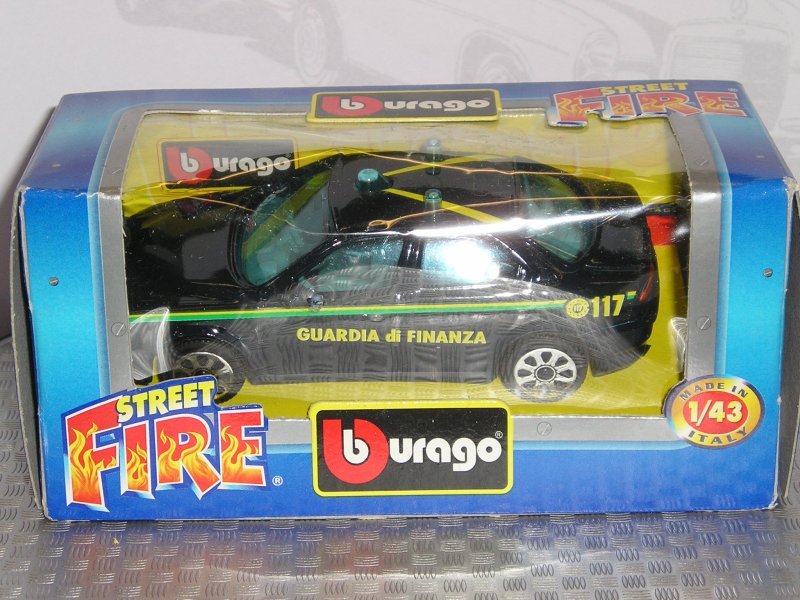 burago
STREET
FIRE
burago
117
GUARDIA di FINANZA
STREET
FIRE®
burago®
MADE IN
1/43
ITALY